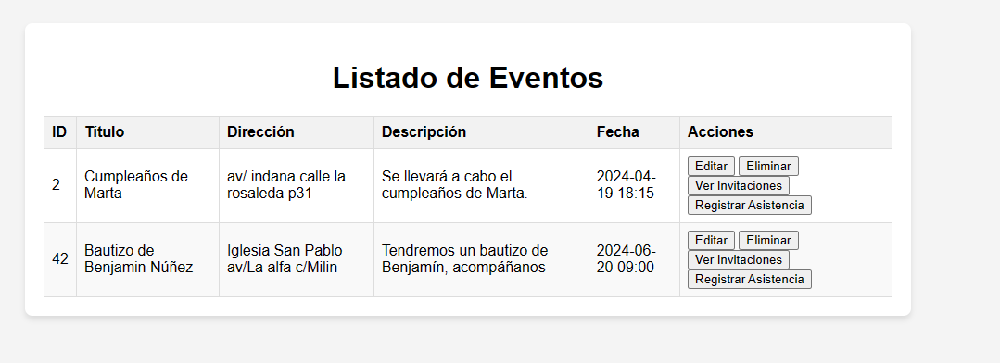 Listado de Eventos
ID Título Dirección Descripción Fecha Acciones
2 Cumpleaños de Marta av/ indana calle la rosaleda p31 Se llevará a cabo el cumpleaños de Marta. 2024-04-19 18:15 Editar Eliminar
Ver Invitaciones
Registrar Asistencia
42 Bautizo de Benjamin Núñez Iglesia San Pablo av/La alfa c/Milin Tendremos un bautizo de Benjamín, acompáñanos 2024-06-20 09:00 Editar Eliminar
Ver Invitaciones
Registrar Asistencia